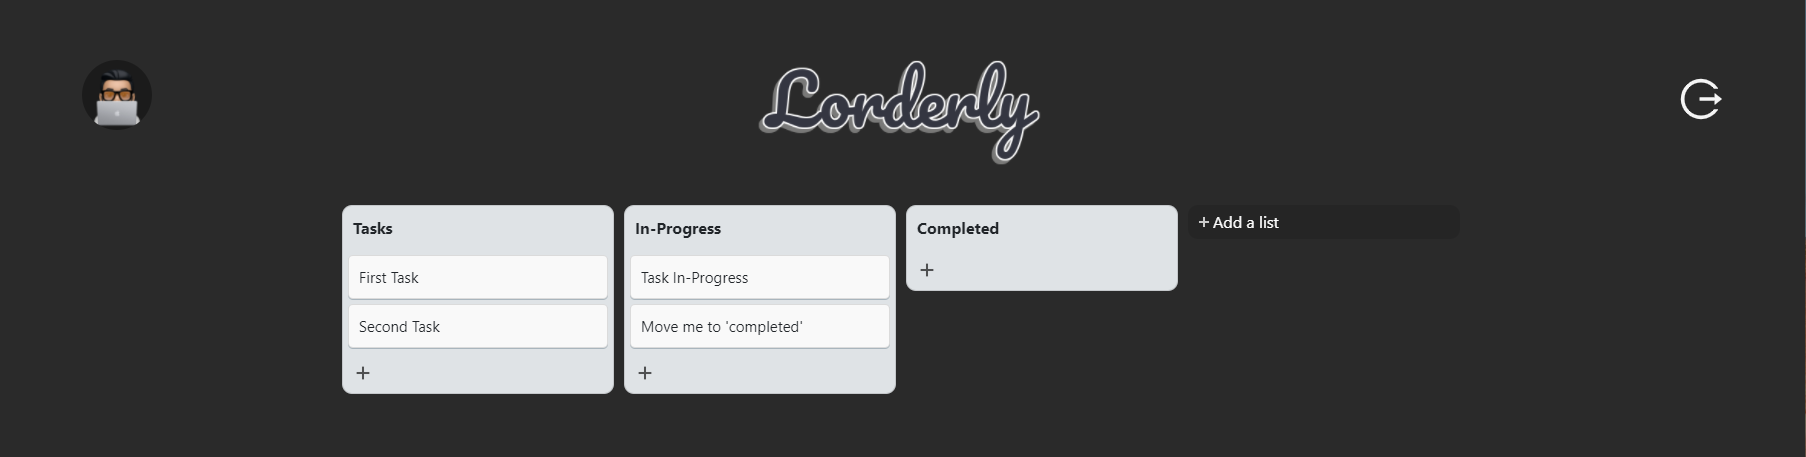 Lorderly
Tasks
First Task
Second Task
+
In-Progress
Task In-Progress
Move me to 'completed'
+
Completed
+
+ Add a list